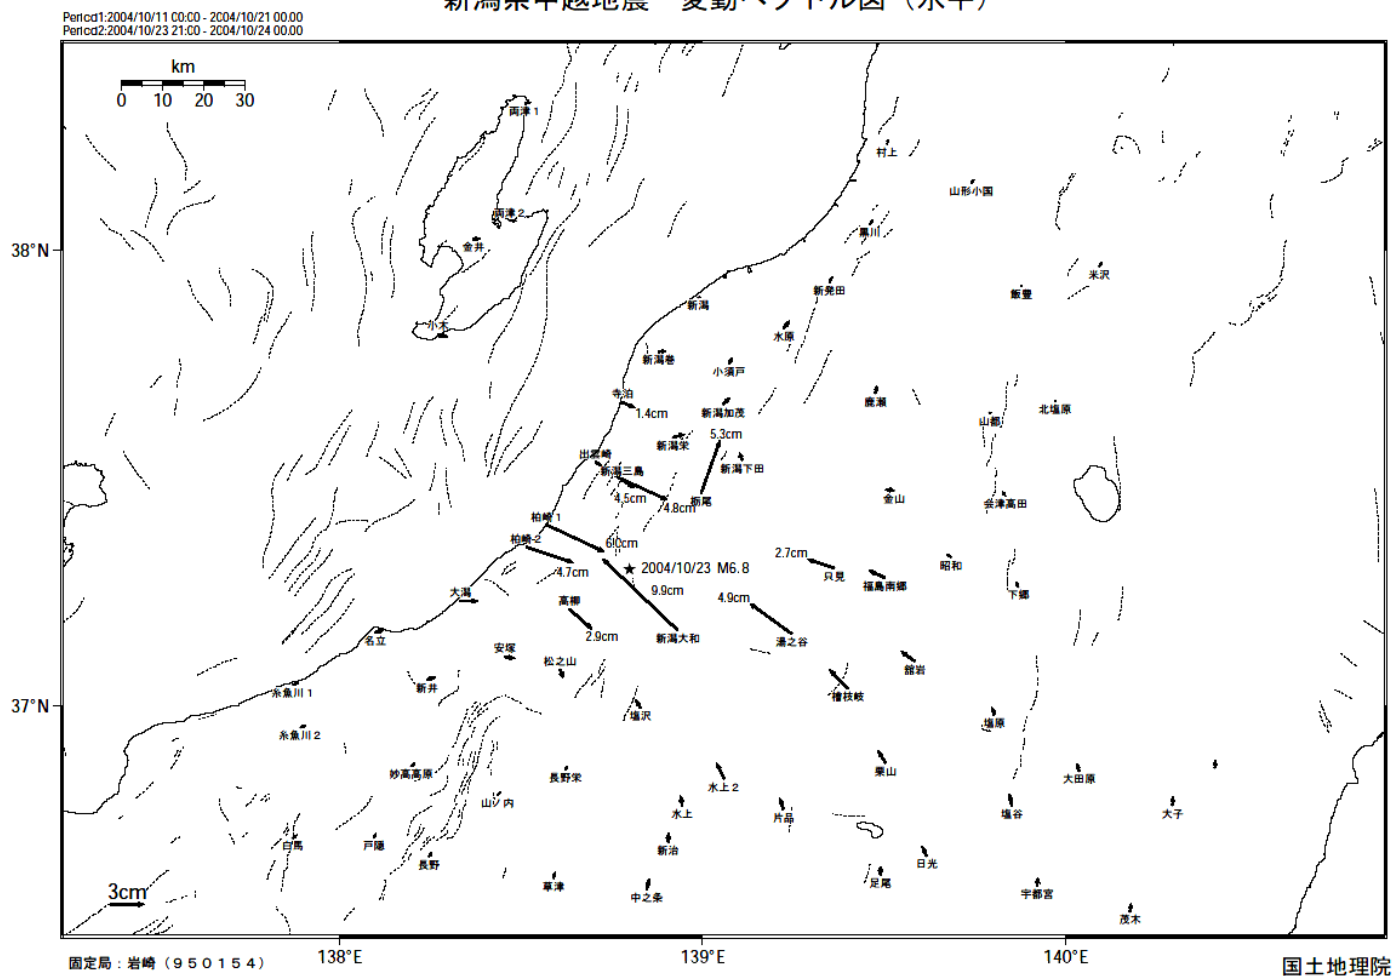 新潟県中越地震 変動ベクトル図（水平）
Period1:2004/10/11 00:00 - 2004/10/21 00:00
Period2:2004/10/23 21:00 - 2004/10/24 00:00
km
0 10 20 30
両津1
村上
山形小国
両津2
黒川
金井
38°N
米沢
新発田
飯豊
新潟
小木
水原
新潟巻
小須戸
寺泊
鹿瀬
1.4cm
新潟加茂
北塩原
山都
5.3cm
新潟栄
出雲崎
新潟下田
新潟三島
4.5cm
栃尾
金山
会津高田
4.8cm
柏崎1
柏崎2
6.0cm
2.7cm
昭和
4.7cm
★ 2004/10/23 M6.8
只見
福島南郷
大潟
9.9cm
4.9cm
下郷
高柳
2.9cm
新潟大和
湯之谷
名立
安塚
松之山
舘岩
新井
糸魚川1
檜枝岐
37°N
塩沢
塩原
糸魚川2
妙高高原
長野栄
栗山
大田原
水上2
山ノ内
水上
片品
塩谷
大子
白馬
戸隠
新治
長野
日光
3cm
草津
中之条
足尾
宇都宮
茂木
138°E
139°E
140°E
固定局：岩崎（950154）
国土地理院